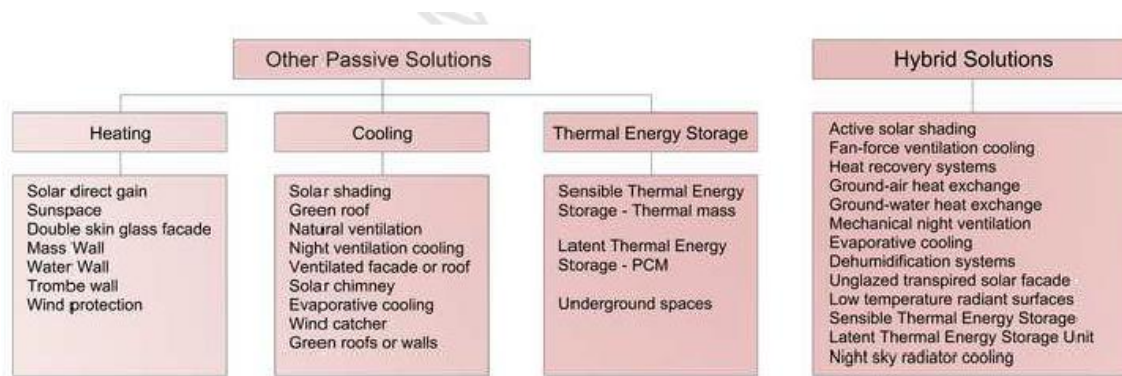 Other Passive Solutions
Heating
Solar direct gain
Sunspace
Double skin glass facade
Mass Wall
Water Wall
Trombe wall
Wind protection
Cooling
Solar shading
Green roof
Natural ventilation
Night ventilation cooling
Ventilated facade or roof
Solar chimney
Evaporative cooling
Wind catcher
Green roofs or walls
Thermal Energy Storage
Sensible Thermal Energy
Storage - Thermal mass
Latent Thermal Energy
Storage - PCM
Underground spaces
Hybrid Solutions
Active solar shading
Fan-force ventilation cooling
Heat recovery systems
Ground-air heat exchange
Ground-water heat exchange
Mechanical night ventilation
Evaporative cooling
Dehumidification systems
Unglazed transpired solar facade
Low temperature radiant surfaces
Sensible Thermal Energy Storage
Latent Thermal Energy Storage Unit
Night sky radiator cooling